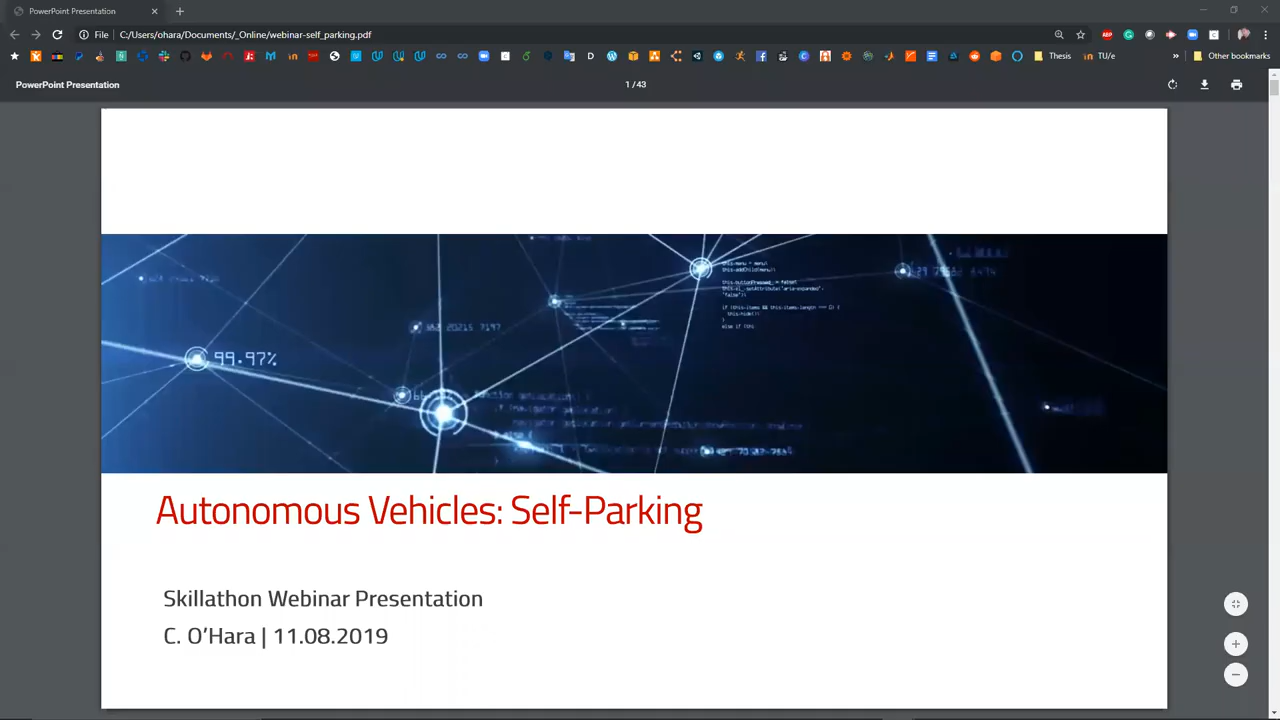 PowerPoint Presentation
File
C:/Users/ohara/Documents/_Online/webinar-self_parking.pdf
Thesis
TU/e
Other bookmarks
PowerPoint Presentation
1 / 43
99.97%
Autonomous Vehicles: Self-Parking
Skillathon Webinar Presentation
C. O'Hara | 11.08.2019